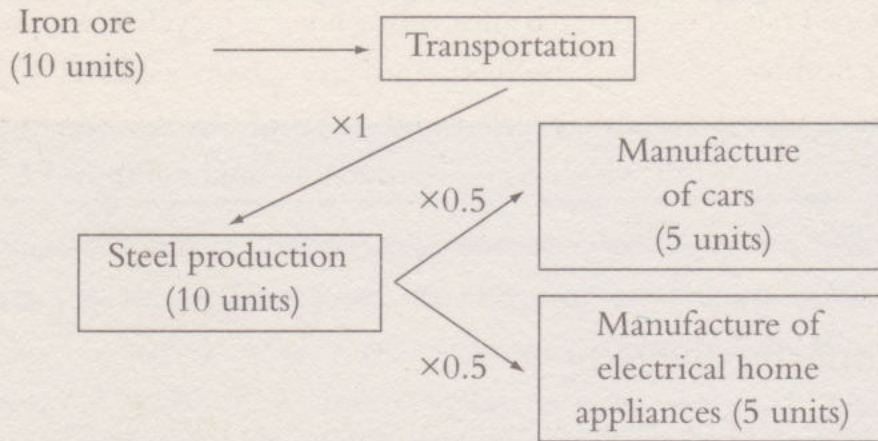 Iron ore
(10 units)
Transportation
×1
Steel production
(10 units)
×0.5
Manufacture
of cars
(5 units)
×0.5
Manufacture of
electrical home
appliances (5 units)